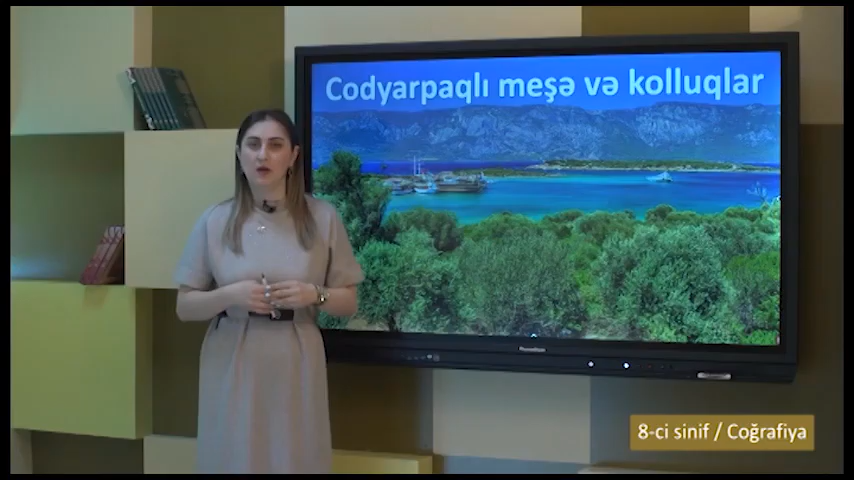 Codyarpaqlı meşə və kolluqlar
8-ci sinif / Coğrafiya